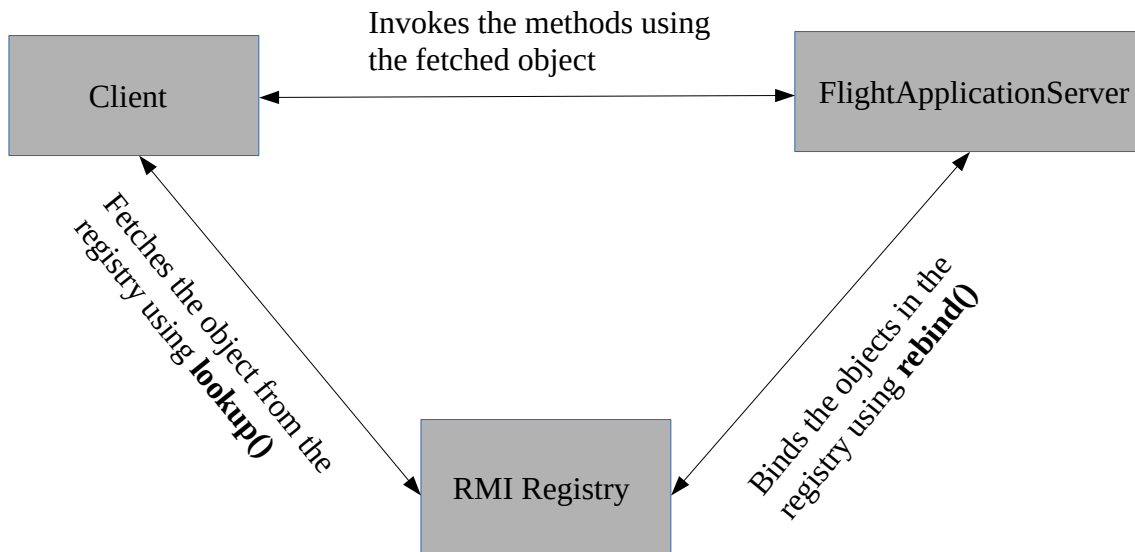 Invokes the methods using
the fetched object
Client
FlightApplicationServer
Fetches the object from the
registry using lookup()
Binds the objects in the
registry using rebind()
RMI Registry